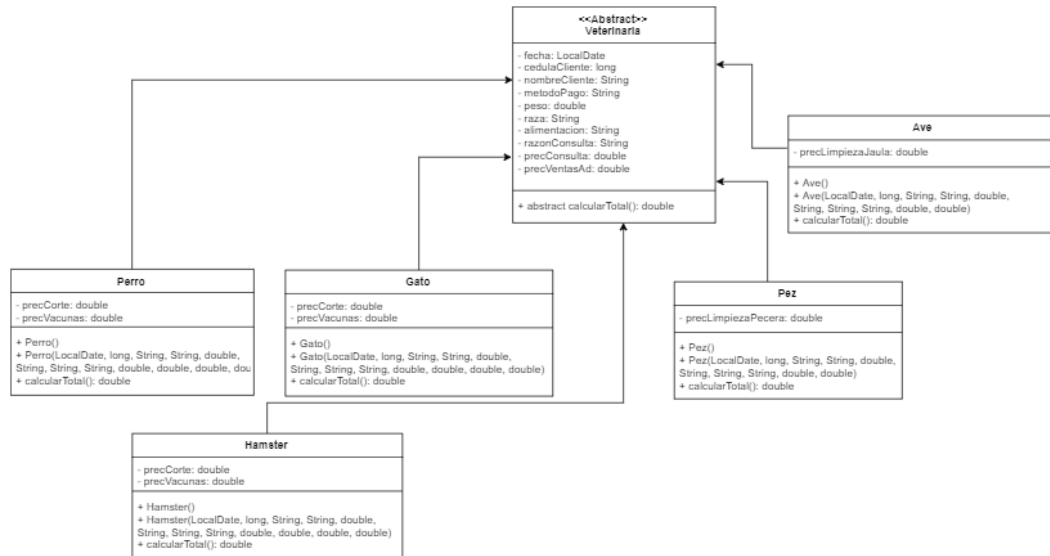 <<Abstract>>
Veterinaria
- fecha: LocalDate
- cedulaCliente: long
- nombreCliente: String
- metodoPago: String
- peso: double
- raza: String
- alimentacion: String
- razonConsulta: String
- precConsulta: double
- precVentasAd: double
+ abstract calcularTotal(): double
Ave
- precLimpiezaJaula: double
+ Ave()
+ Ave(LocalDate, long, String, String, double,
String, String, String, double, double)
+ calcularTotal(): double
Perro
- precCorte: double
- precVacunas: double
+ Perro()
+ Perro(LocalDate, long, String, String, double,
String, String, String, double, double, double, dou
+ calcularTotal(): double
Gato
- precCorte: double
- precVacunas: double
+ Gato()
+ Gato(LocalDate, long, String, String, double,
String, String, String, double, double, double, double)
+ calcularTotal(): double
Pez
- precLimpiezaPecera: double
+ Pez()
+ Pez(LocalDate, long, String, String, double,
String, String, String, double, double)
+ calcularTotal(): double
Hamster
- precCorte: double
- precVacunas: double
+ Hamster()
+ Hamster(LocalDate, long, String, String, double,
String, String, String, double, double, double, double)
+ calcularTotal(): double